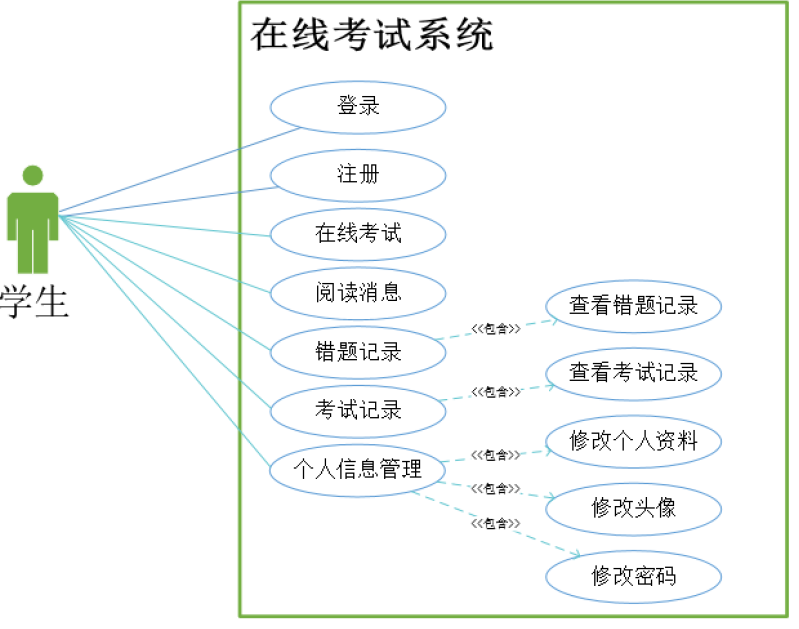 在线考试系统
登录
注册
在线考试
阅读消息
错题记录
考试记录
个人信息管理
学生
<<包含>>
<<包含>>
<<包含>>
<<包含>>
<<包含>>
查看错题记录
查看考试记录
修改个人资料
修改头像
修改密码